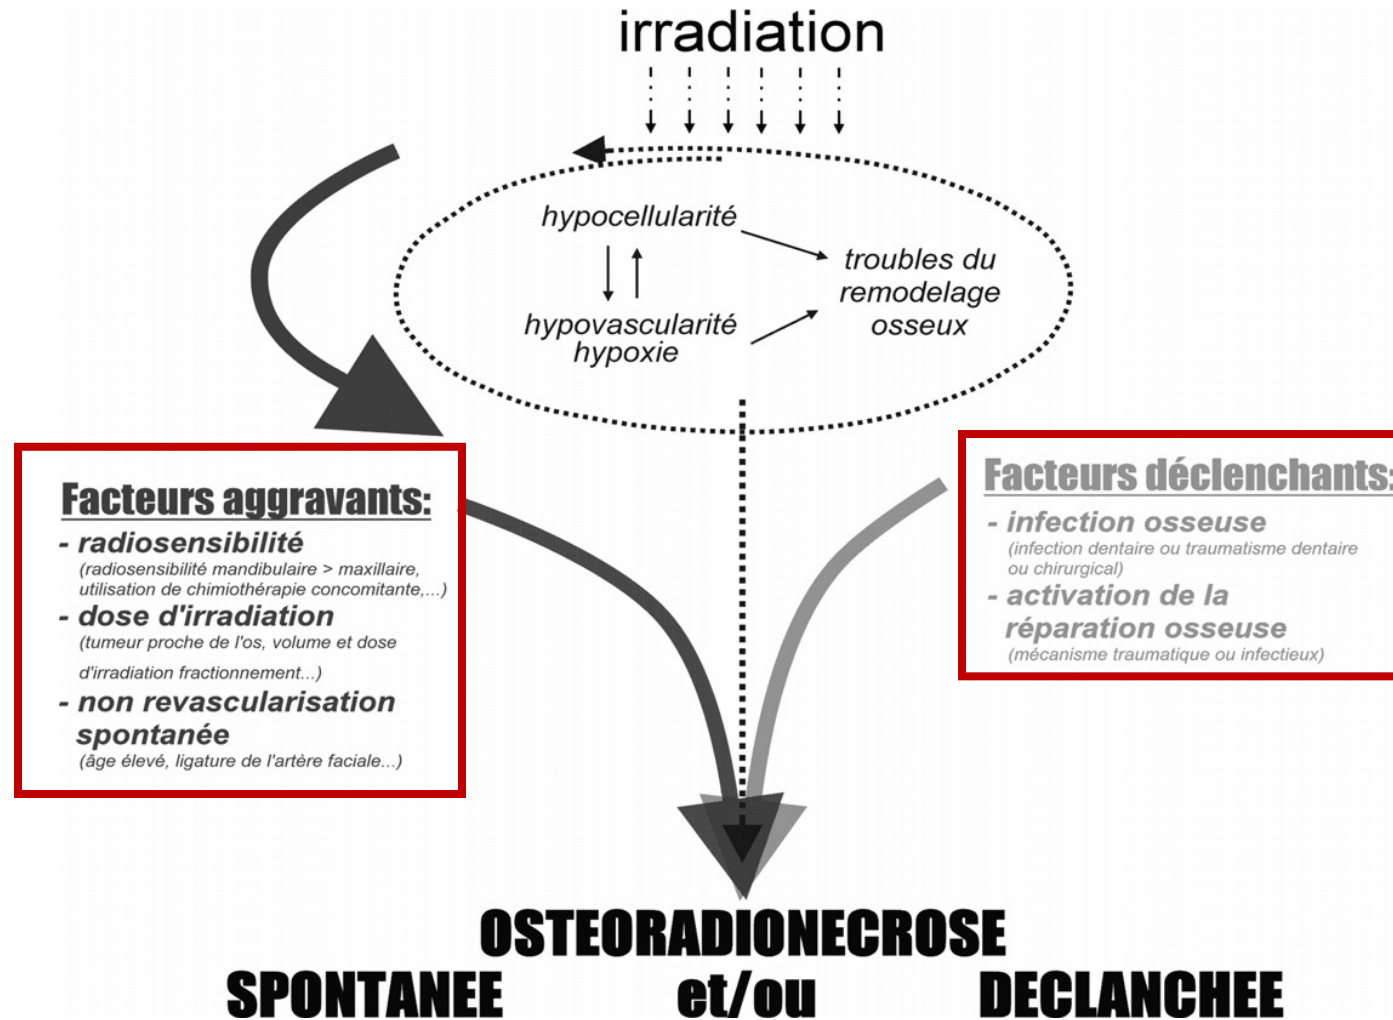 irradiation
hypocellularité
troubles du
remodelage
osseux
hypovascularité
hypoxie
Facteurs aggravants:
- radiosensibilité
(radiosensibilité mandibulaire > maxillaire,
utilisation de chimiothérapie concomitante,...)
- dose d'irradiation
(tumeur proche de l'os, volume et dose
d'irradiation fractionnement...)
- non revascularisation
spontanée
(âge élevé, ligature de l'artère faciale...)
Facteurs déclenchants:
- infection osseuse
(infection dentaire ou traumatisme dentaire
ou chirurgical)
- activation de la
réparation osseuse
(mécanisme traumatique ou infectieux)
OSTEORADIONECROSE
SPONTANEE et/ou DECLANCHEE